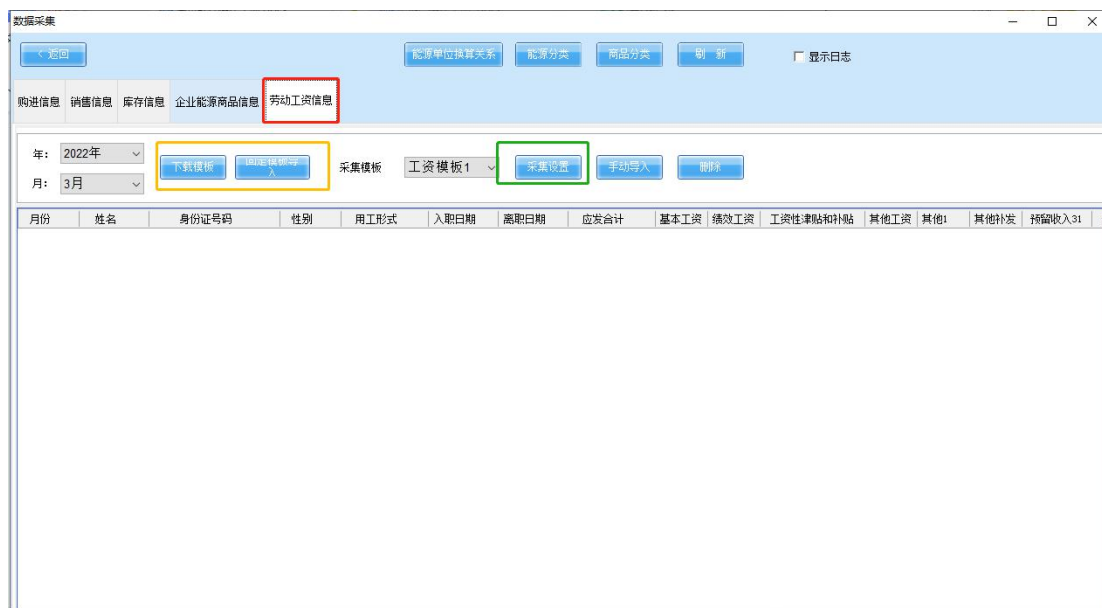 数据采集
< 返回 能源单位换算关系 能源分类 商品分类 刷 新 显示日志
购进信息 销售信息 库存信息 企业能源商品信息 劳动工资信息
年: 2022年 下载模板 固定模板导入 采集模板 工资模板1 采集设置 手动导入 删除
月: 3月
月份 姓名 身份证号码 性别 用工形式 入职日期 离职日期 应发合计 基本工资 绩效工资 工资性津贴和补贴 其他工资 其他1 其他补发 预留收入31